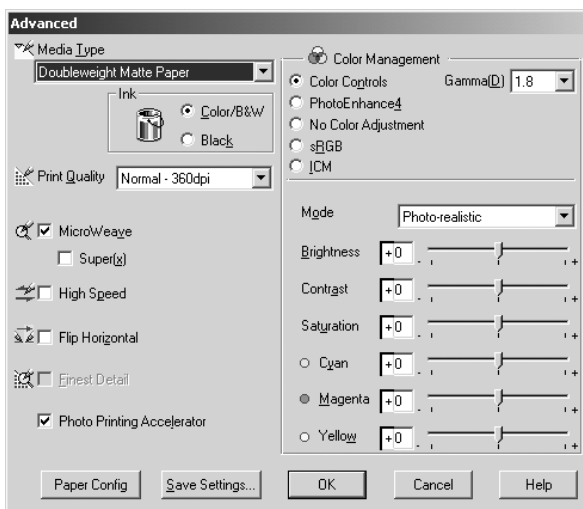 Advanced
Media Type
Doubleweight Matte Paper
Ink
Color/B&W
Black
Print Quality Normal - 360dpi
MicroWeave
Super(x)
High Speed
Flip Horizontal
Finest Detail
Photo Printing Accelerator
Color Management
Color Controls Gamma(D) 1.8
PhotoEnhance4
No Color Adjustment
sRGB
ICM
Mode Photo-realistic
Brightness +0 - +
Contrast +0 - +
Saturation +0 - +
Cyan +0 - +
Magenta +0 - +
Yellow +0 - +
Paper Config Save Settings... OK Cancel Help